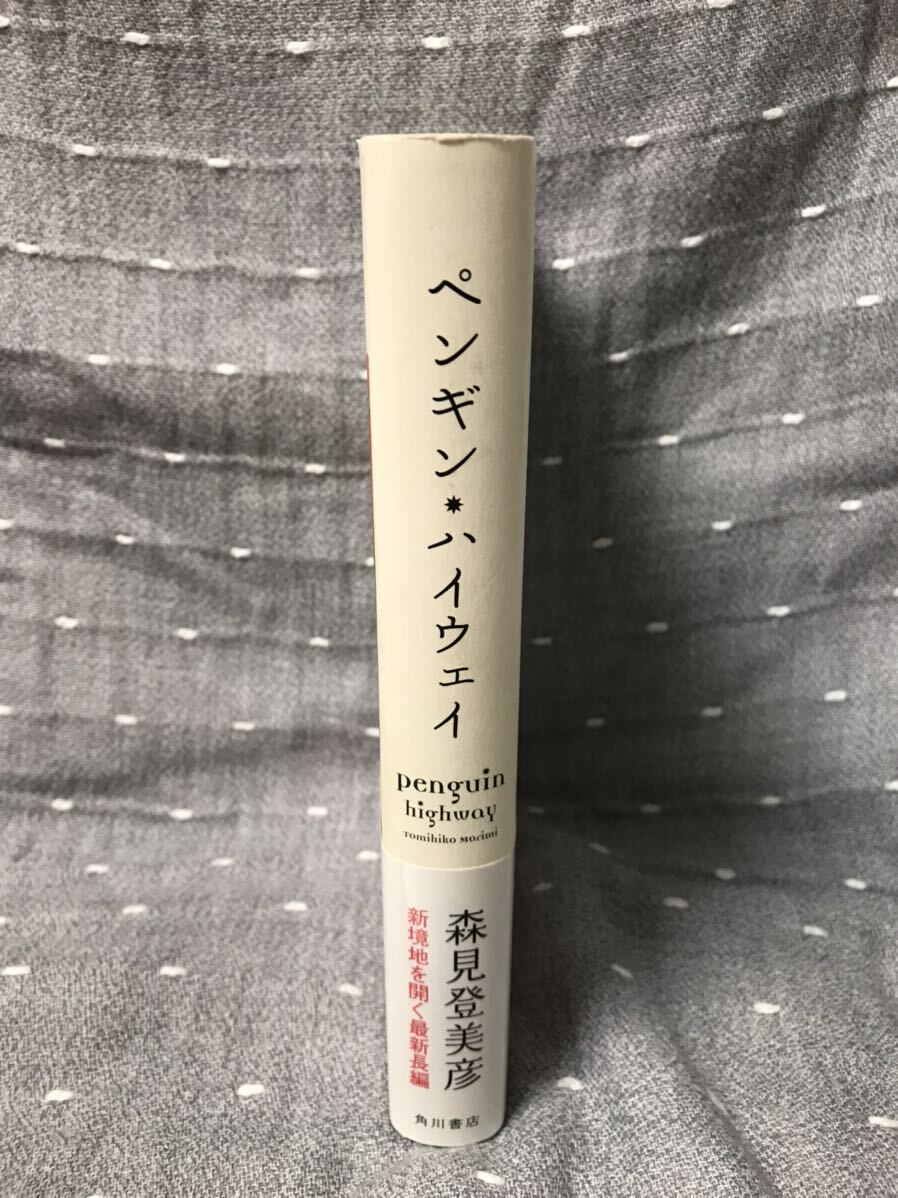 ペンギン✷ハイウェイ
penguin
highway
Tomihiko Morimi
森見登美彦
新境地を開く最新長編
角川書店